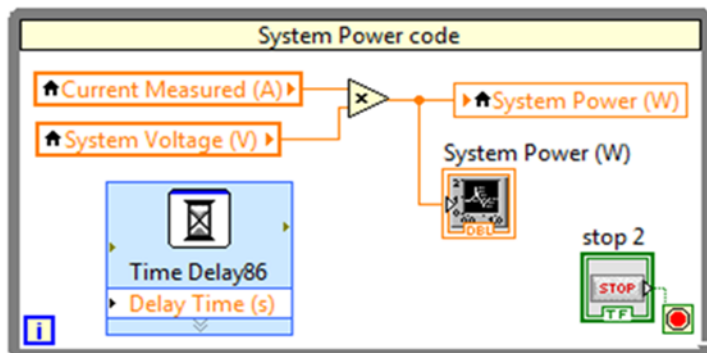 System Power code
Current Measured (A)
System Power (W)
System Voltage (V)
System Power (W)
DBL
Time Delay86
Delay Time (s)
stop 2
STOP
TF
i